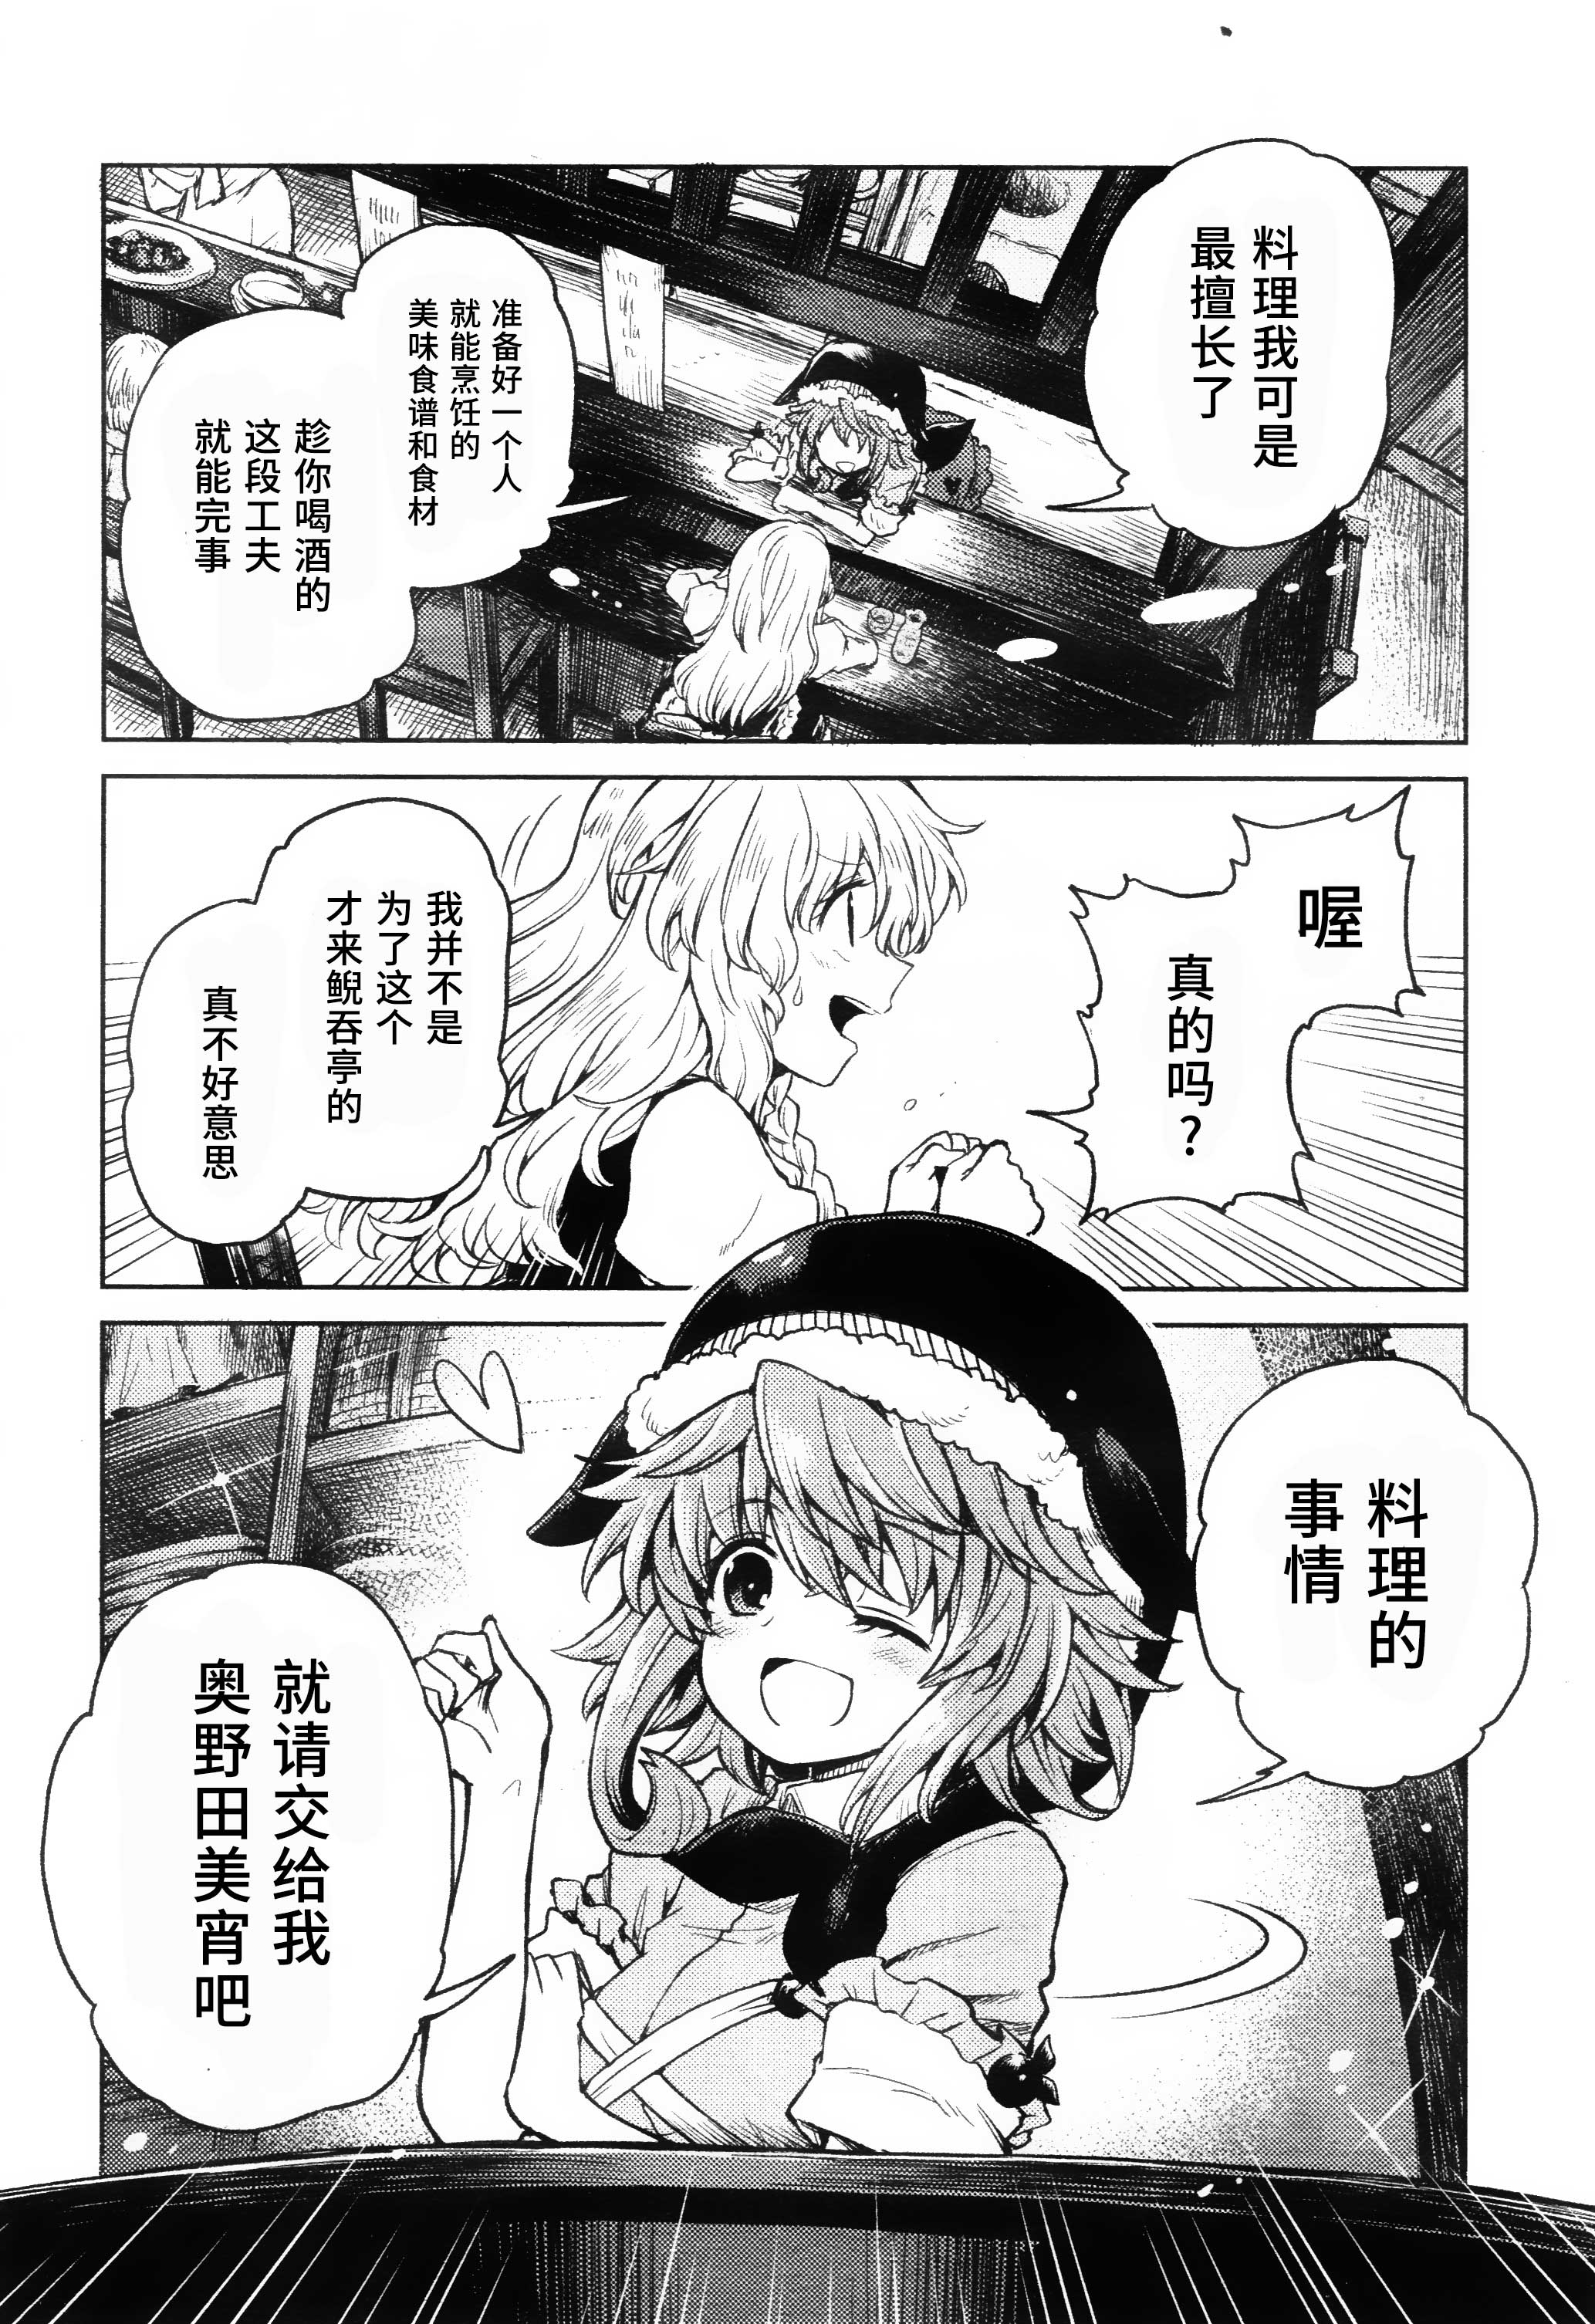 料理我可是
最擅长了
准备好一个人
就能烹饪的
美味食谱和食材
趁你喝酒的
这段工夫
就能完事
喔
真的吗?
我并不是
为了这个
才来鲵吞亭的
真不好意思
料理的
事情
就请交给我
奥野田美宵吧